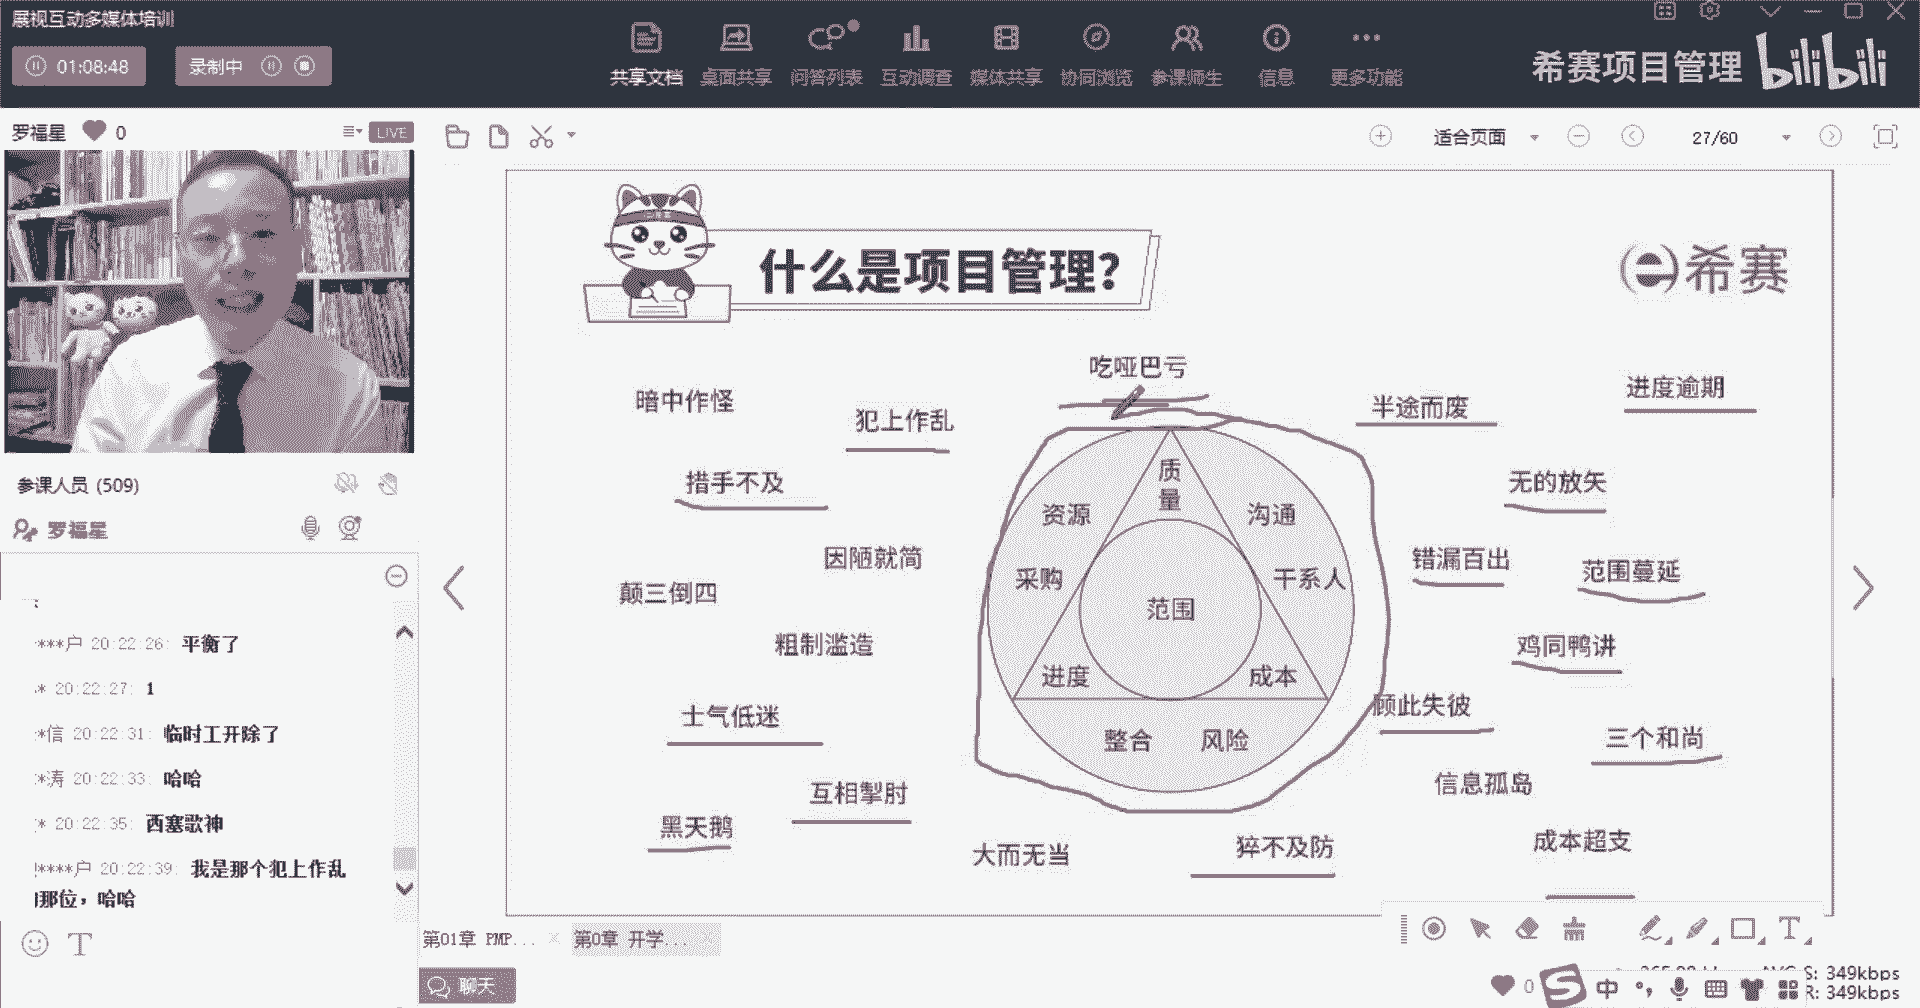 展视互动多媒体培训
01:08:48
录制中
共享文档
桌面共享
问答列表
互动调查
媒体共享
协同浏览
参课师生
信息
更多功能
希赛项目管理
bilibili
罗福星 0
LIVE
适合页面
27/60
什么是项目管理?
希赛
吃哑巴亏
暗中作怪
犯上作乱
半途而废
进度逾期
措手不及
无的放矢
因陋就简
错漏百出
范围蔓延
颠三倒四
粗制滥造
鸡同鸭讲
士气低迷
顾此失彼
三个和尚
互相掣肘
信息孤岛
黑天鹅
大而无当
猝不及防
成本超支
质量
资源
沟通
采购
干系人
范围
进度
成本
整合
风险
参课人员 (509)
罗福星
***户 20:22:26: 平衡了
* 20:22:27: 1
*信 20:22:31: 临时工开除了
*涛 20:22:33: 哈哈
* 20:22:35: 西塞歌神
****户 20:22:39: 我是那个犯上作乱
那位，哈哈
第01章 PMP...
第0章 开学...
聊天
0
中
S: 349kbps
R: 349kbps